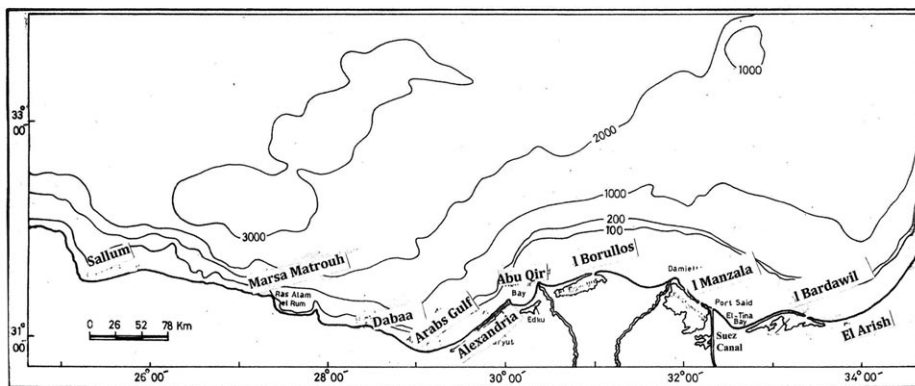 1000
33°
00'
2000
3000
1000
200
100
Sallum
Marsa Matrouh
Abu Qir
Bay
l Borullos
l Manzala
l Bardawil
Ras Alam
el Rum
Dabaa
Arabs Gulf
Alexandria
Edku
Port Said
El-Tina
Bay
Suez
Canal
El Arish
0 26 52 78 Km
31°
00'
26°00' 28°00' 30°00' 32°00' 34°00'